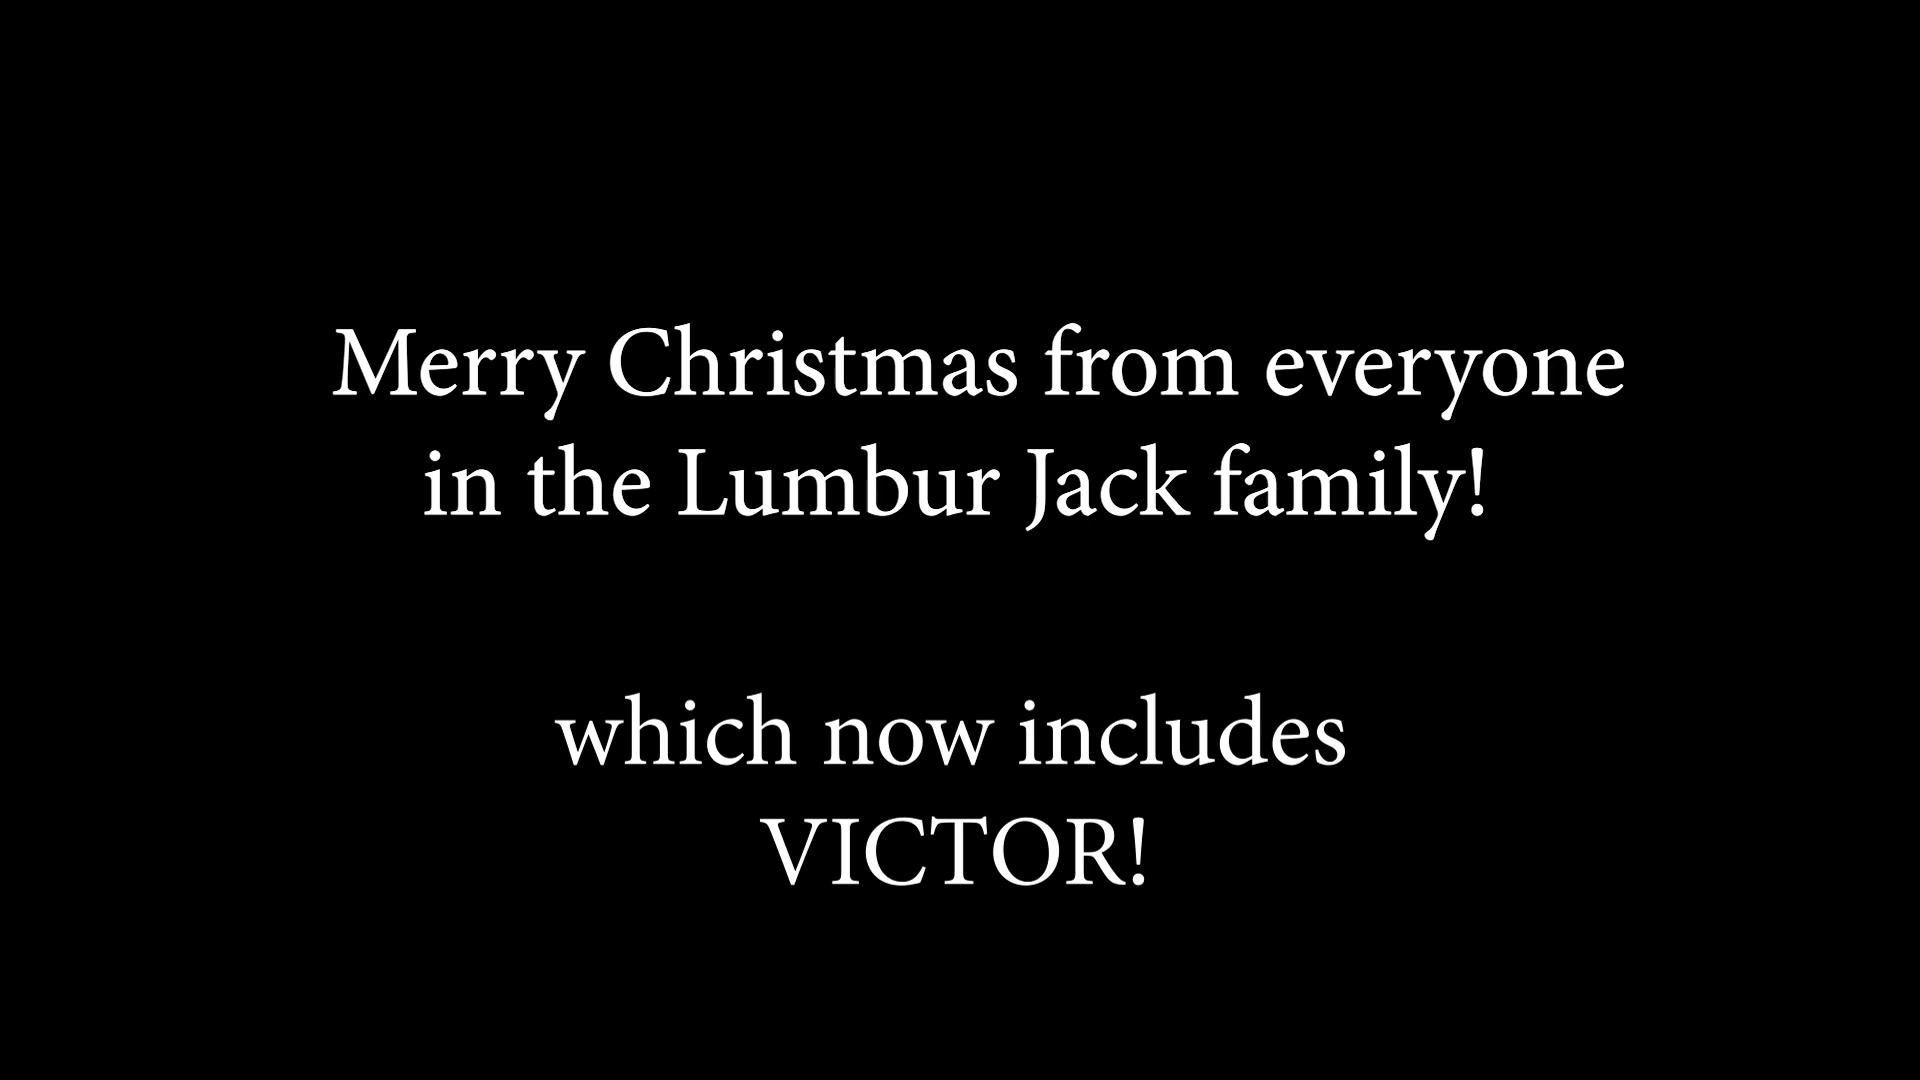 Merry Christmas from everyone
in the Lumbur Jack family!
which now includes
VICTOR!